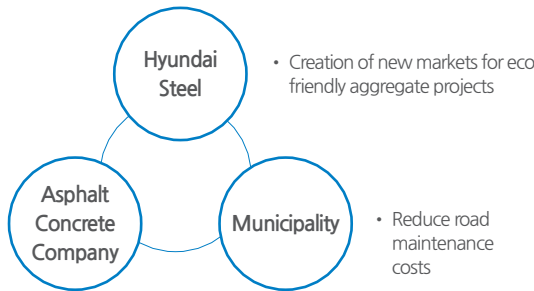 Hyundai
Steel
• Creation of new markets for eco
friendly aggregate projects
Asphalt
Concrete
Company
Municipality
• Reduce road
maintenance
costs